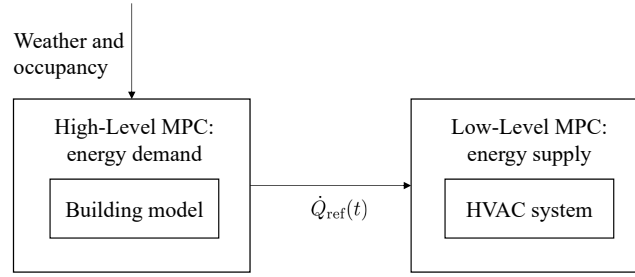 Weather and
occupancy
High-Level MPC:
energy demand
Building model
Q̇ref(t)
Low-Level MPC:
energy supply
HVAC system